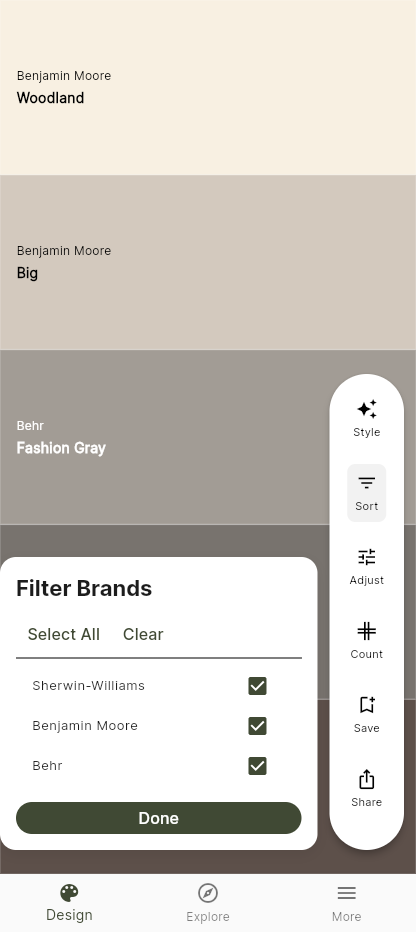 Benjamin Moore
Woodland
Benjamin Moore
Big
Behr
Fashion Gray
Style
Sort
Adjust
Count
Save
Share
Filter Brands
Select All Clear
Sherwin-Williams
Benjamin Moore
Behr
Done
Design Explore More